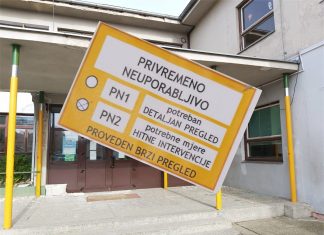 PRIVREMENO
NEUPORABLJIVO
PN1
potreban
DETALJAN PREGLED
PN2
potrebne mjere
HITNE INTERVENCIJE
PROVEDEN BRZI PREGLED